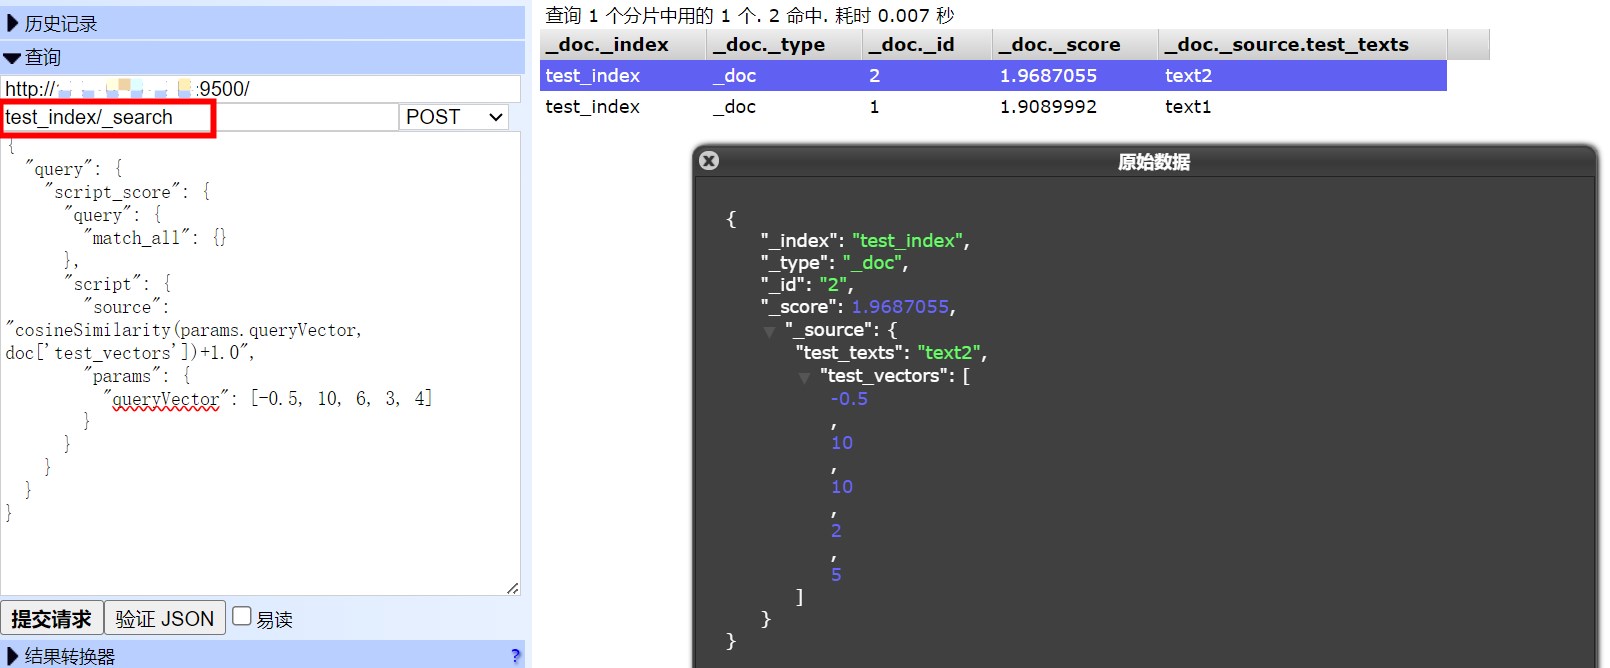 历史记录
查询
http:// :9500/
test_index/_search
POST
{
"query": {
"script_score": {
"query": {
"match_all": {}
},
"script": {
"source":
"cosineSimilarity(params.queryVector,
doc['test_vectors'])+1.0",
"params": {
"queryVector": [-0.5, 10, 6, 3, 4]
}
}
}
}
}
提交请求 验证 JSON 易读
结果转换器 ?
查询 1 个分片中用的 1 个. 2 命中. 耗时 0.007 秒
_doc._index _doc._type _doc._id _doc._score _doc._source.test_texts
test_index _doc 2 1.9687055 text2
test_index _doc 1 1.9089992 text1
原始数据
{
"_index": "test_index",
"_type": "_doc",
"_id": "2",
"_score": 1.9687055,
"_source": {
"test_texts": "text2",
"test_vectors": [
-0.5
,
10
,
10
,
2
,
5
]
}
}